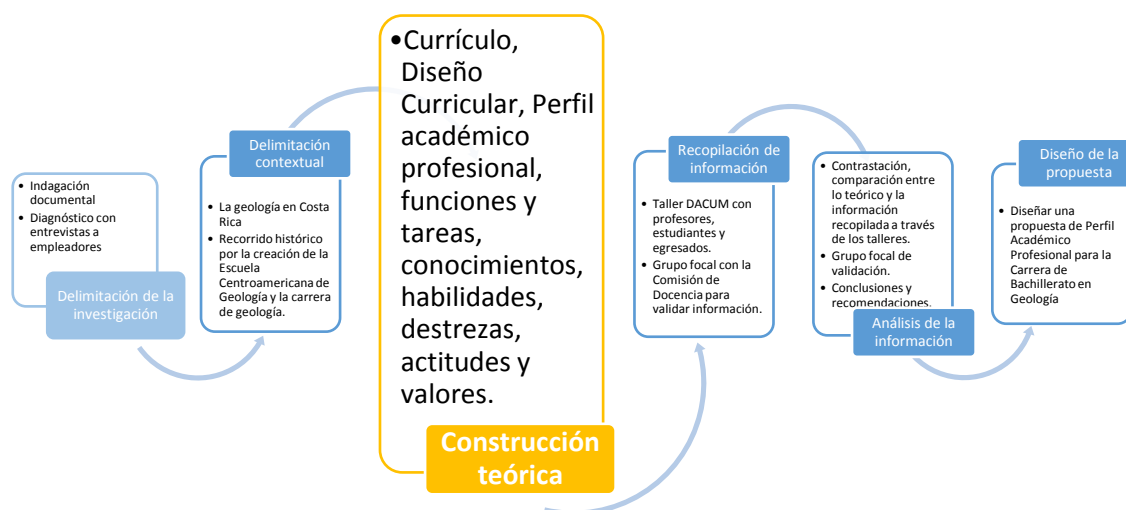 • Indagación
documental
• Diagnóstico con
entrevistas a
empleadores
Delimitación de la
investigación
Delimitación
contextual
• La geología en Costa
Rica
• Recorrido histórico
por la creación de la
Escuela
Centroamericana de
Geología y la carrera
de geología.
•Currículo,
Diseño
Curricular, Perfil
académico
profesional,
funciones y
tareas,
conocimientos,
habilidades,
destrezas,
actitudes y
valores.
Construcción
teórica
Recopilación de
información
• Taller DACUM con
profesores,
estudiantes y
egresados.
• Grupo focal con la
Comisión de
Docencia para
validar información.
• Contrastación,
comparación entre
lo teórico y la
información
recopilada a través
de los talleres.
• Grupo focal de
validación.
• Conclusiones y
recomendaciones.
Análisis de la
información
Diseño de la
propuesta
• Diseñar una
propuesta de Perfil
Académico
Profesional para la
Carrera de
Bachillerato en
Geología